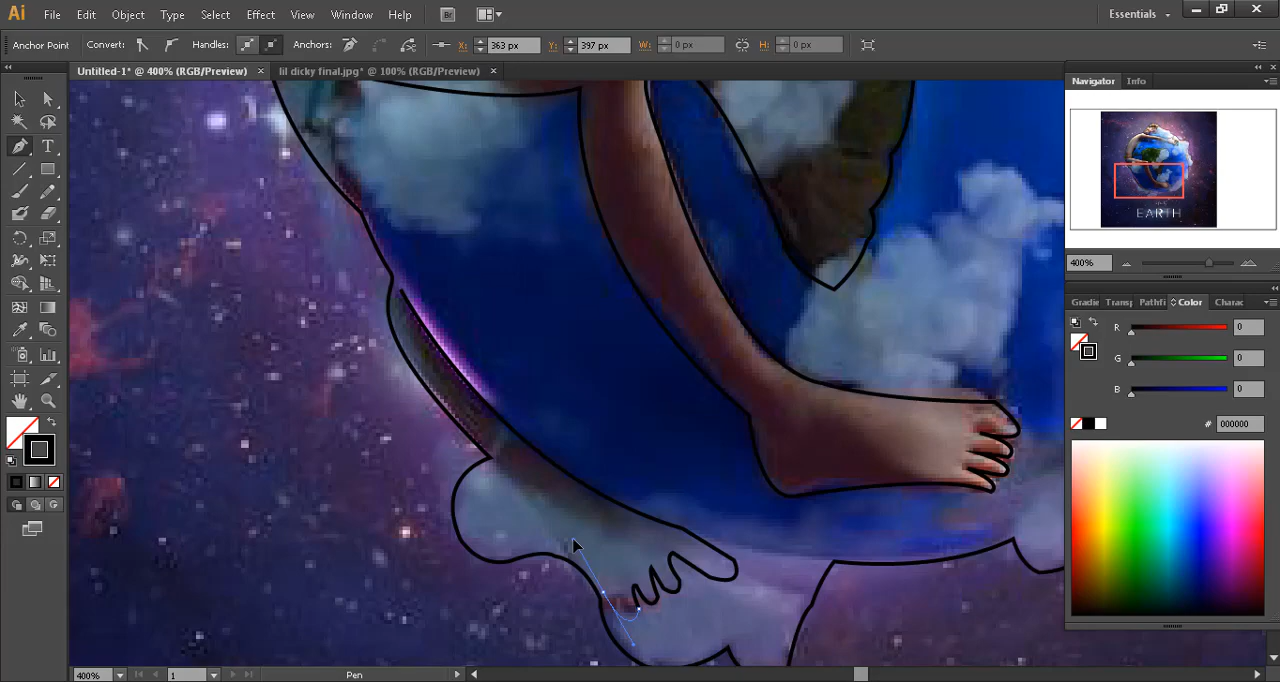 Ai File Edit Object Type Select Effect View Window Help Br Essentials
Anchor Point Convert: Handles: Anchors: X: 363 px Y: 397 px W: 0 px H: 0 px
Untitled-1* @ 400% (RGB/Preview) lil dicky final.jpg* @ 100% (RGB/Preview)
Navigator Info
EARTH
400%
Gradie Transp Pathfi Color Charac
R 0
G 0
B 0
# 000000
400% 1 Pen